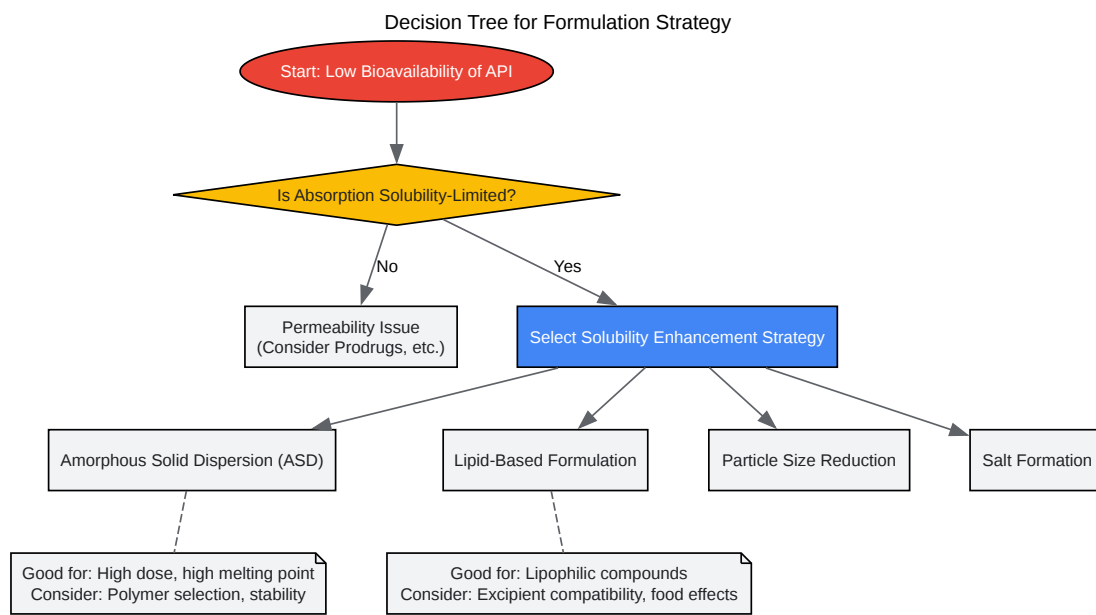 Decision Tree for Formulation Strategy
Start: Low Bioavailability of API
Is Absorption Solubility-Limited?
No
Yes
Permeability Issue
(Consider Prodrugs, etc.)
Select Solubility Enhancement Strategy
Amorphous Solid Dispersion (ASD)
Lipid-Based Formulation
Particle Size Reduction
Salt Formation
Good for: High dose, high melting point
Consider: Polymer selection, stability
Good for: Lipophilic compounds
Consider: Excipient compatibility, food effects